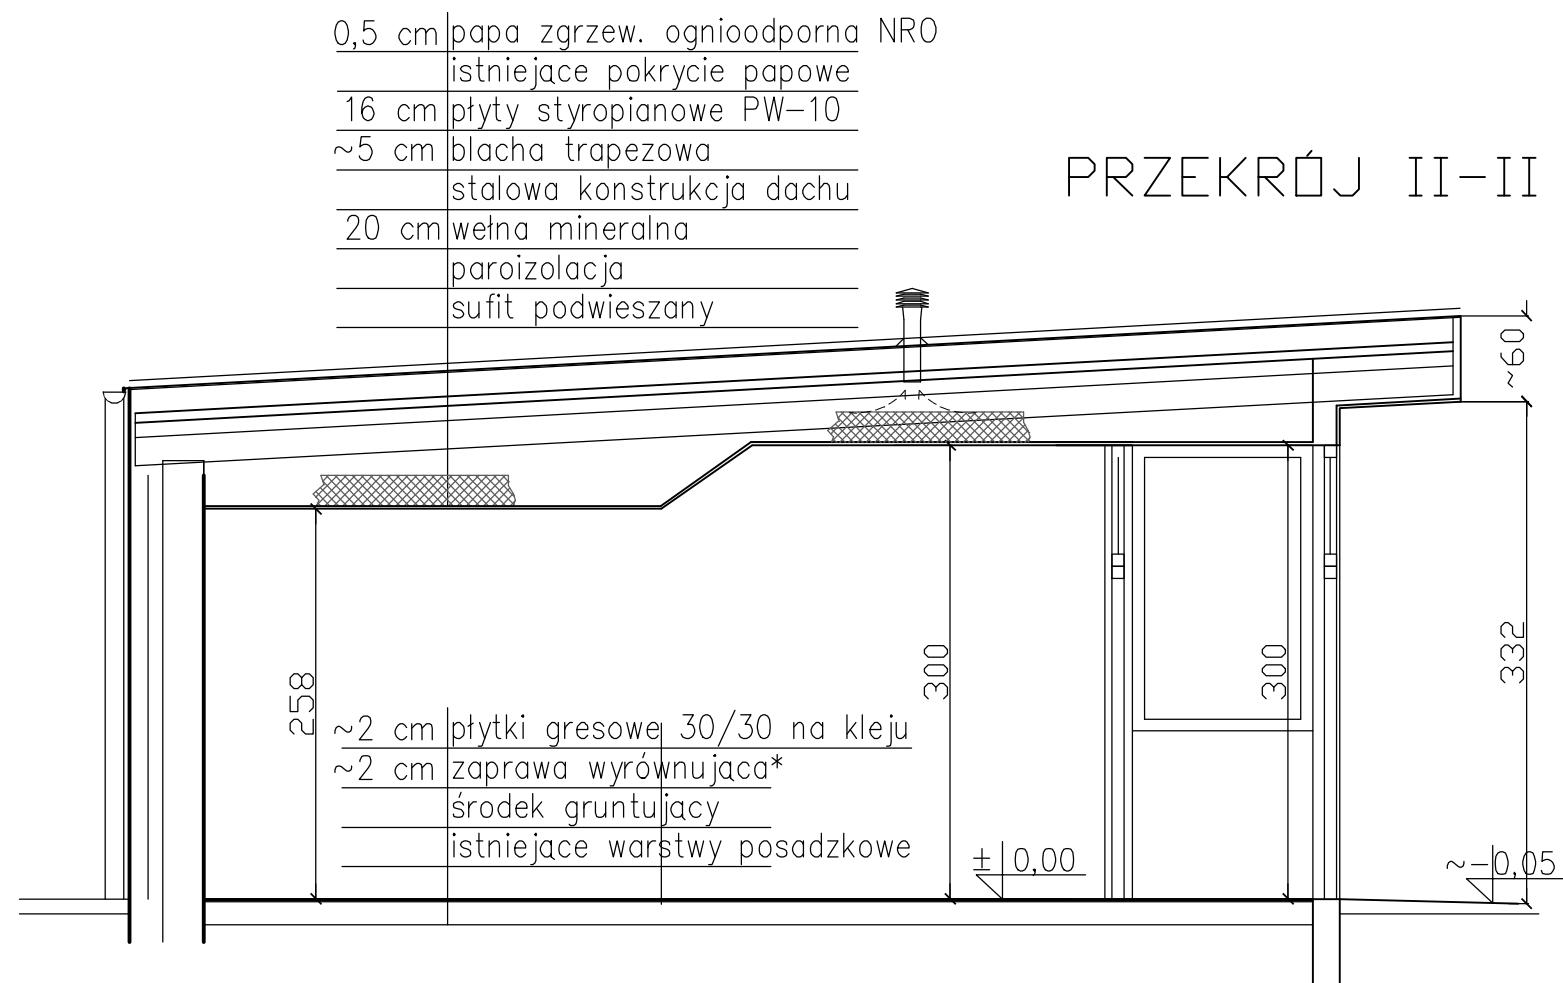 0,5 cm papa zgrzew. ognioodporna NRO
istniejące pokrycie papowe
16 cm płyty styropianowe PW-10
~5 cm blacha trapezowa
stalowa konstrukcja dachu
20 cm wełna mineralna
paroizolacja
sufit podwieszany
PRZEKRÓJ II-II
~60
332
300
300
258
~2 cm płytki gresowe 30/30 na kleju
~2 cm zaprawa wyrównująca*
środek gruntujący
istniejące warstwy posadzkowe
± 0,00
~-0,05